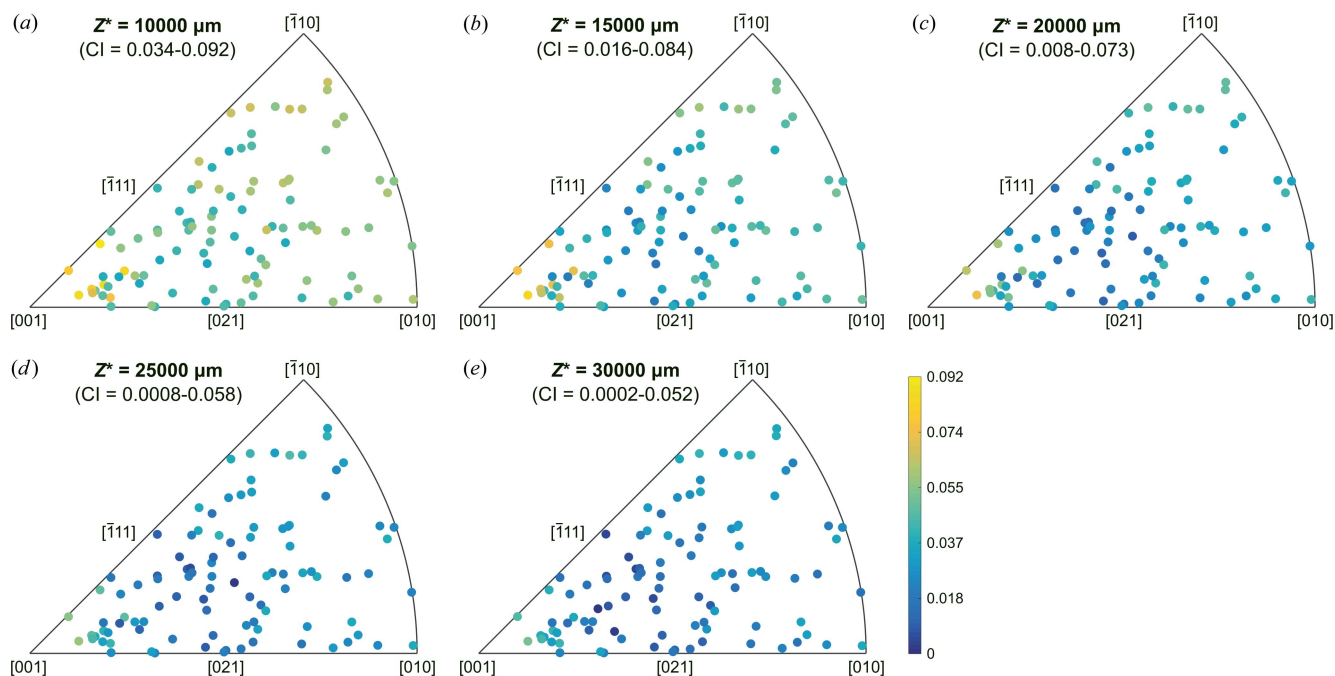 (a)
Z* = 10000 µm
(CI = 0.034-0.092)
[1̅10]
[1̅11]
[001]
[021]
[010]
(b)
Z* = 15000 µm
(CI = 0.016-0.084)
[1̅10]
[1̅11]
[001]
[021]
[010]
(c)
Z* = 20000 µm
(CI = 0.008-0.073)
[1̅10]
[1̅11]
[001]
[021]
[010]
(d)
Z* = 25000 µm
(CI = 0.0008-0.058)
[1̅10]
[1̅11]
[001]
[021]
[010]
(e)
Z* = 30000 µm
(CI = 0.0002-0.052)
[1̅10]
[1̅11]
[001]
[021]
[010]
0.092
0.074
0.055
0.037
0.018
0